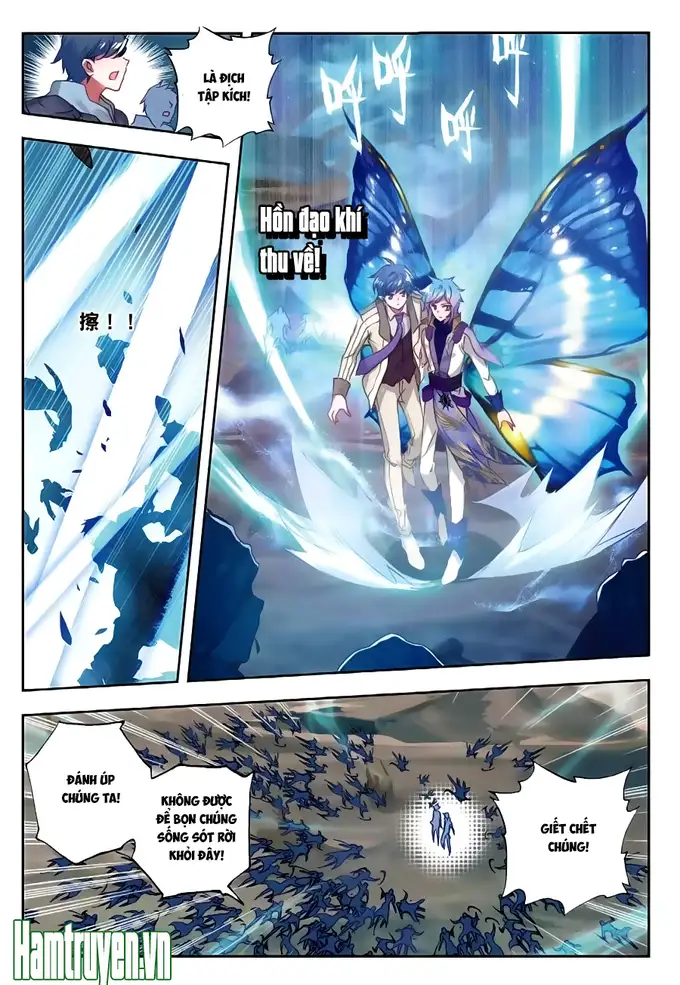 LÀ ĐỊCH
TẬP KÍCH!
呼
呼
呼
呼
Hồn đạo khí
thu về!
擦！！
ĐÁNH ÚP
CHÚNG TA!
KHÔNG ĐƯỢC
ĐỂ BỌN CHÚNG
SỐNG SÓT RỜI
KHỎI ĐÂY!
GIẾT CHẾT
CHÚNG!
Hamtruyen.vn